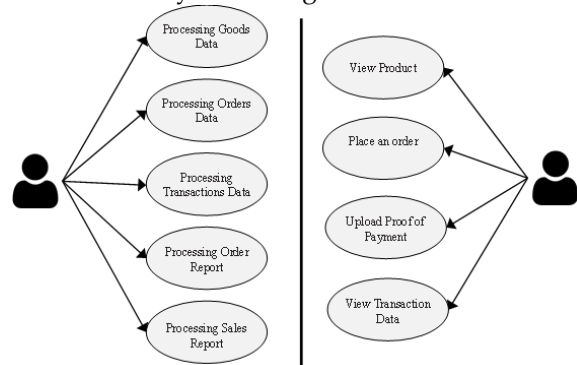 Processing Goods
Data
Processing Orders
Data
Processing
Transactions Data
Processing Order
Report
Processing Sales
Report
View Product
Place an order
Upload Proof of
Payment
View Transaction
Data